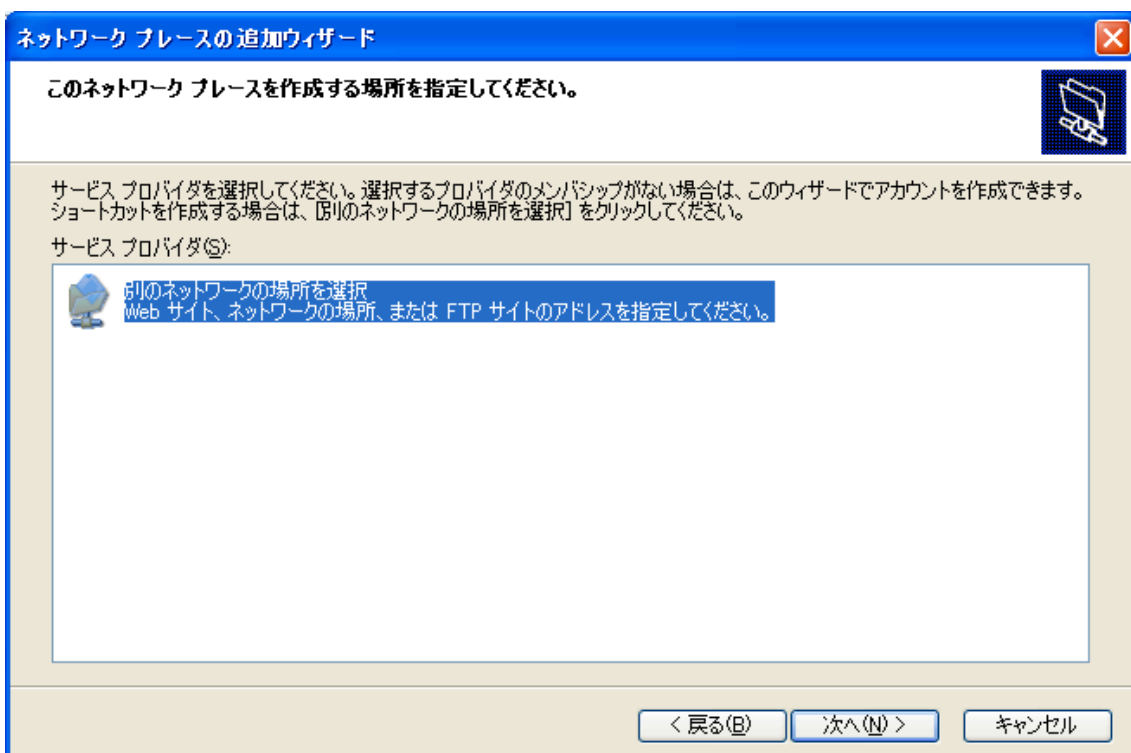 ネットワーク プレースの追加ウィザード
このネットワーク プレースを作成する場所を指定してください。
サービス プロバイダを選択してください。選択するプロバイダのメンバシップがない場合は、このウィザードでアカウントを作成できます。
ショートカットを作成する場合は、[別のネットワークの場所を選択] をクリックしてください。
サービス プロバイダ(S):
別のネットワークの場所を選択
Web サイト、ネットワークの場所、または FTP サイトのアドレスを指定してください。
< 戻る(B) 次へ(N) > キャンセル